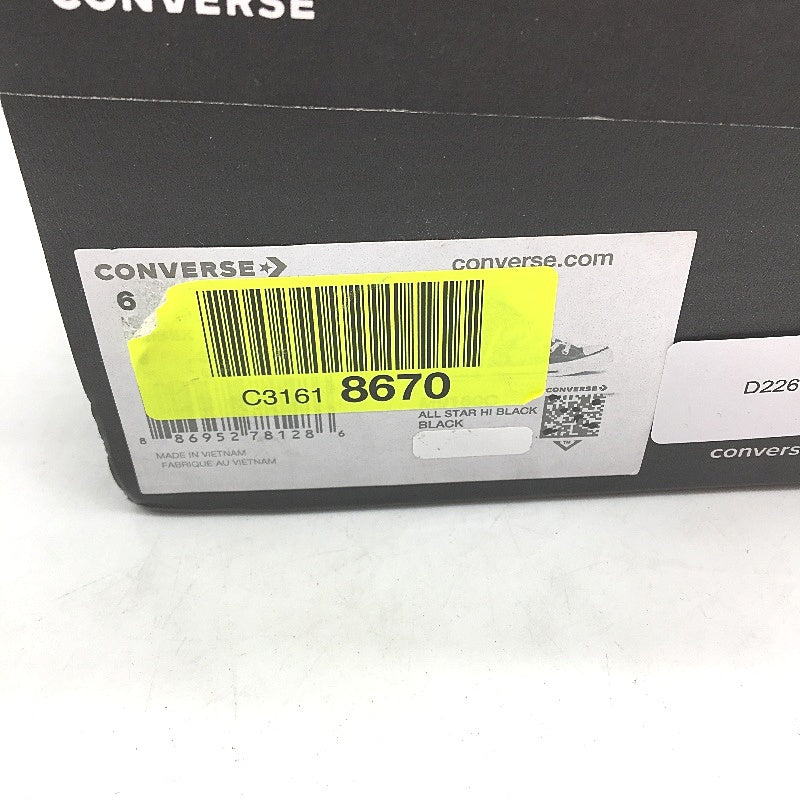 CONVERSE
CONVERSE
converse.com
6
C3161 8670
ALL STAR HI BLACK
BLACK
CONVERSE
8 86952 78128 6
MADE IN VIETNAM
FABRIQUE AU VIETNAM
D226
convers